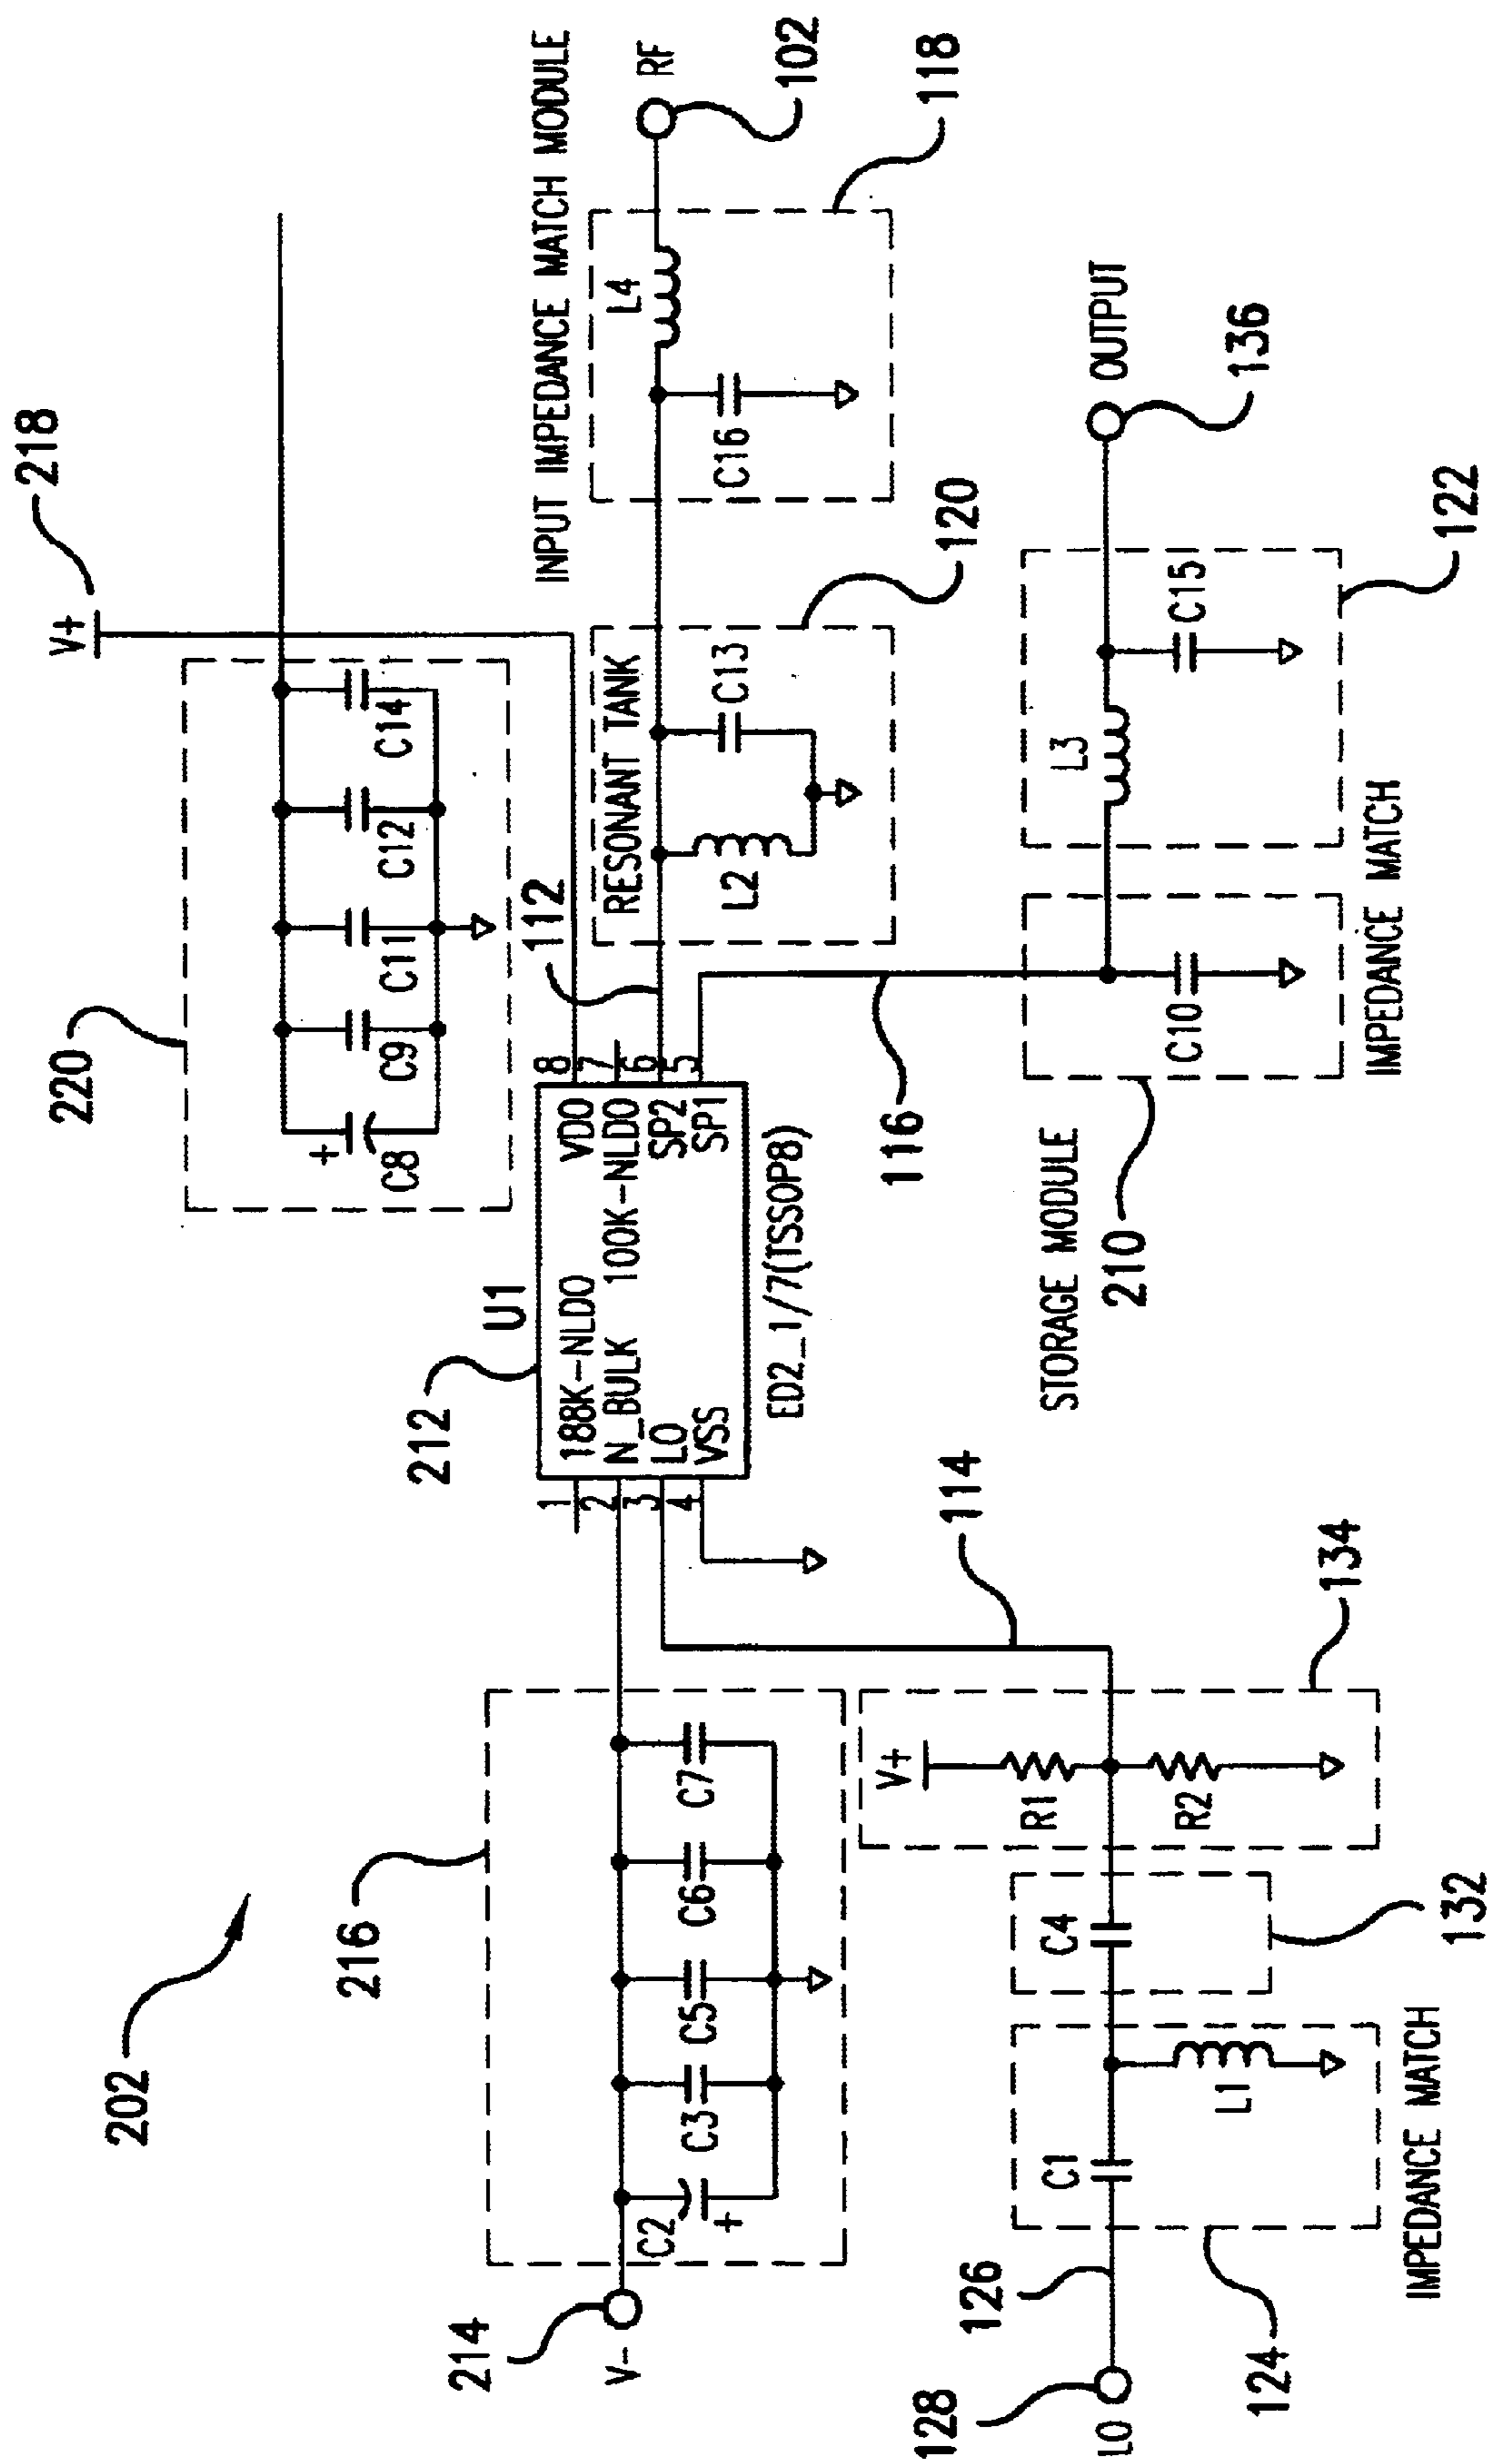 202
218
V+
220
C8
+
C9
C11
C12
C14
INPUT IMPEDANCE MATCH MODULE
RF
102
118
L4
C16
112
RESONANT TANK
120
L2
C13
216
C2
+
C3
C5
C6
C7
214
V-
212
U1
1
2
3
4
188K-NLDO
N_BULK
LO
VSS
VDO
100K-NLDO
SP2
SP1
8
7
6
5
ED2_1/7(TSSOP8)
116
114
134
V+
R1
R2
132
C4
C1
L1
124
IMPEDANCE MATCH
126
128
LO
STORAGE MODULE
210
C10
IMPEDANCE MATCH
L3
C15
122
OUTPUT
136